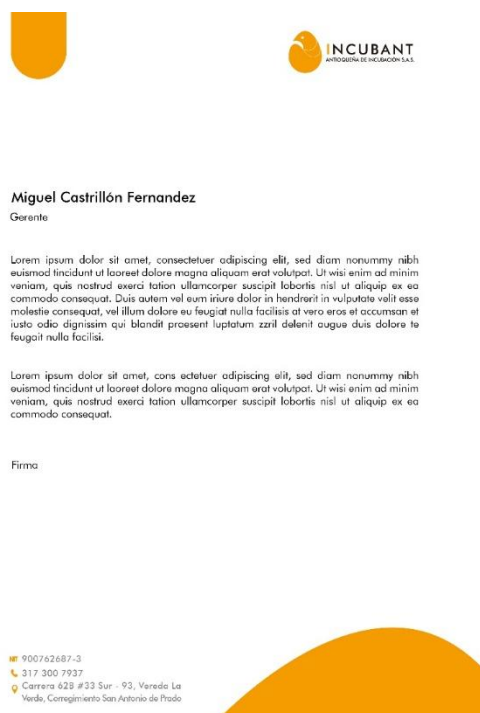 INCUBANT
ANTIOQUEÑA DE INCUBACIÓN S.A.S.
Miguel Castrillón Fernandez
Gerente
Lorem ipsum dolor sit amet, consectetuer adipiscing elit, sed diam nonummy nibh
euismod tincidunt ut laoreet dolore magna aliquam erat volutpat. Ut wisi enim ad minim
veniam, quis nostrud exerci tation ullamcorper suscipit lobortis nisl ut aliquip ex ea
commodo consequat. Duis autem vel eum iriure dolor in hendrerit in vulputate velit esse
molestie consequat, vel illum dolore eu feugiat nulla facilisis at vero eros et accumsan et
iusto odio dignissim qui blandit praesent luptatum zzril delenit augue duis dolore te
feugait nulla facilisi.
Lorem ipsum dolor sit amet, cons ectetuer adipiscing elit, sed diam nonummy nibh
euismod tincidunt ut laoreet dolore magna aliquam erat volutpat. Ut wisi enim ad minim
veniam, quis nostrud exerci tation ullamcorper suscipit lobortis nisl ut aliquip ex ea
commodo consequat.
Firma
NIT 900762687-3
317 300 7937
Carrera 62B #33 Sur - 93, Vereda La
Verde, Corregimiento San Antonio de Prado